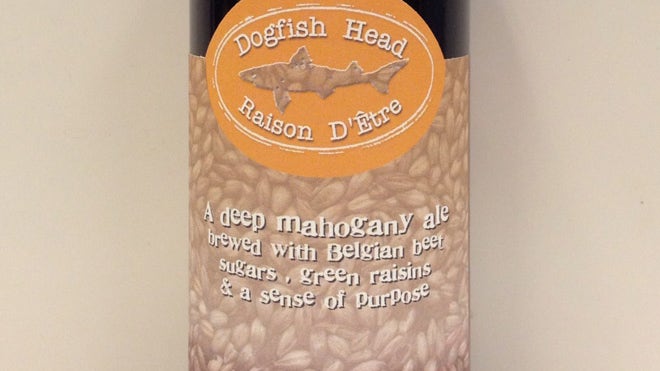 Dogfish Head
Raison D'Être
A deep mahogany ale
brewed with Belgian beet
sugars , green raisins
& a sense of purpose